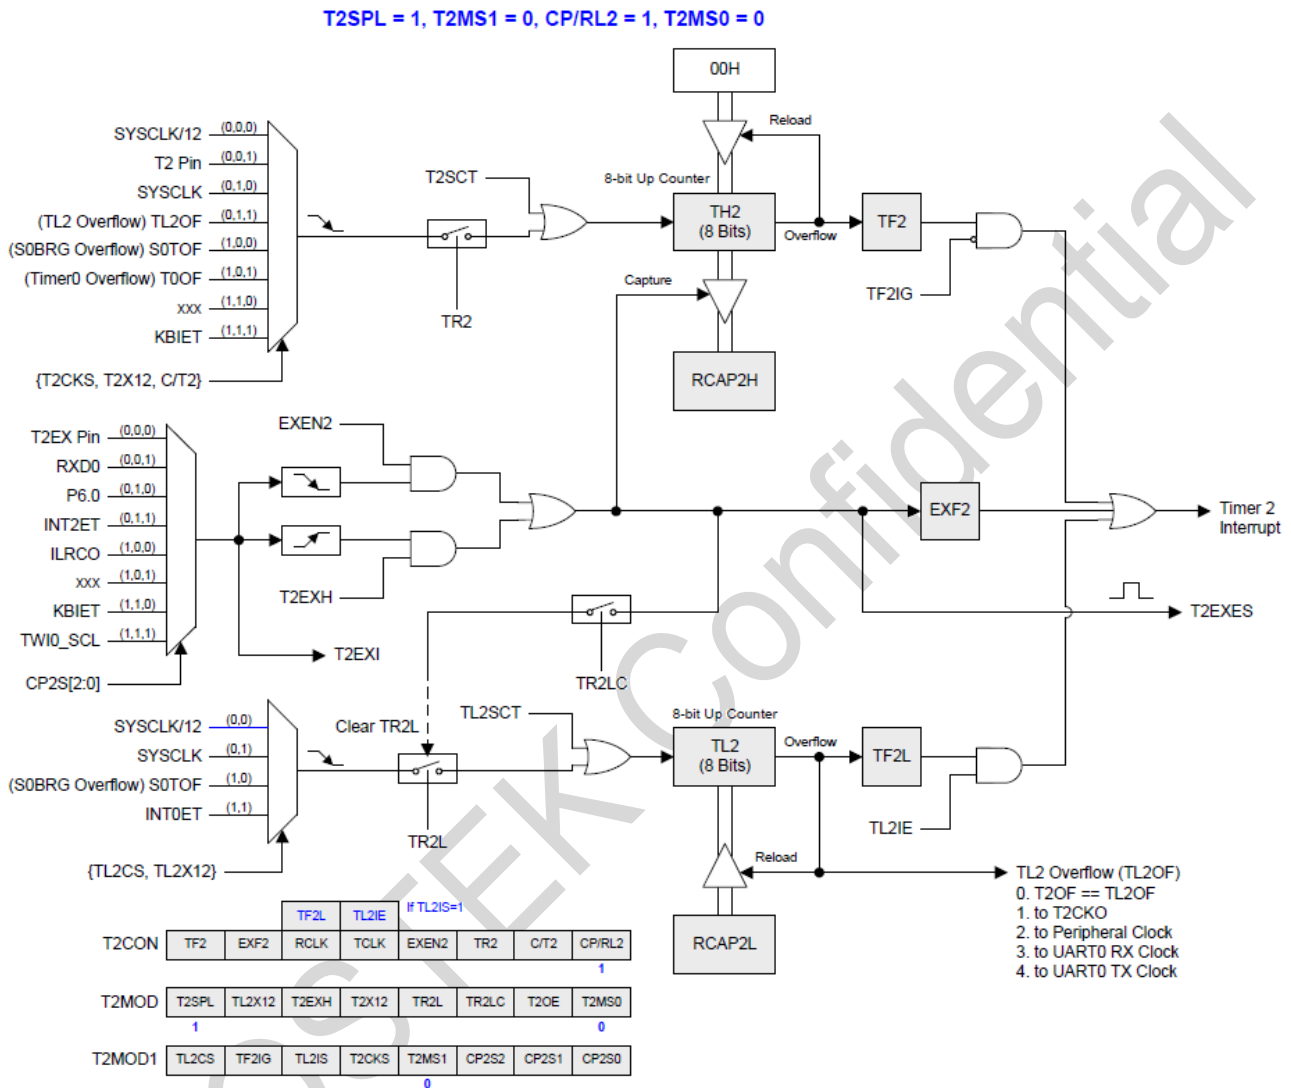 T2SPL = 1, T2MS1 = 0, CP/RL2 = 1, T2MS0 = 0
00H
Reload
SYSCLK/12 (0,0,0)
T2 Pin (0,0,1)
SYSCLK (0,1,0)
(TL2 Overflow) TL2OF (0,1,1)
(S0BRG Overflow) S0TOF (1,0,0)
(Timer0 Overflow) T0OF (1,0,1)
xxx (1,1,0)
KBIET (1,1,1)
{T2CKS, T2X12, C/T2}
T2SCT
TR2
8-bit Up Counter
TH2
(8 Bits)
Overflow
TF2
TF2IG
Capture
RCAP2H
T2EX Pin (0,0,0)
RXD0 (0,0,1)
P6.0 (0,1,0)
INT2ET (0,1,1)
ILRCO (1,0,0)
xxx (1,0,1)
KBIET (1,1,0)
TWI0_SCL (1,1,1)
CP2S[2:0]
EXEN2
T2EXH
T2EXI
EXF2
Timer 2
Interrupt
T2EXES
TR2LC
SYSCLK/12 (0,0)
SYSCLK (0,1)
(S0BRG Overflow) S0TOF (1,0)
INT0ET (1,1)
{TL2CS, TL2X12}
Clear TR2L
TR2L
TL2SCT
8-bit Up Counter
TL2
(8 Bits)
Overflow
TF2L
TL2IE
Reload
RCAP2L
TL2 Overflow (TL2OF)
0. T2OF == TL2OF
1. to T2CKO
2. to Peripheral Clock
3. to UART0 RX Clock
4. to UART0 TX Clock
TF2L TL2IE If TL2IS=1
T2CON TF2 EXF2 RCLK TCLK EXEN2 TR2 C/T2 CP/RL2
1
T2MOD T2SPL TL2X12 T2EXH T2X12 TR2L TR2LC T2OE T2MS0
1 0
T2MOD1 TL2CS TF2IG TL2IS T2CKS T2MS1 CP2S2 CP2S1 CP2S0
0
OSTEK Confidential